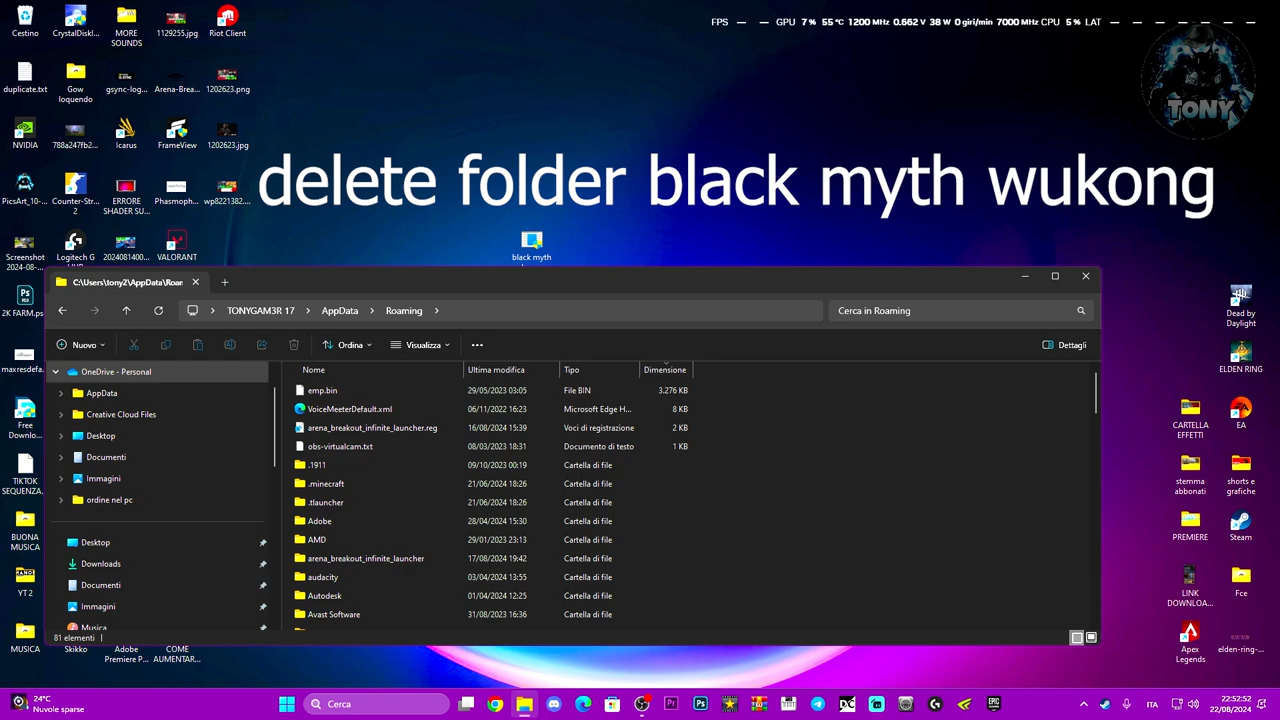 Cestino
CrystalDiskI...
MORE
SOUNDS
1129255.jpg
Riot Client
FPS — — GPU 7 % 55 °C 1200 MHz 0.662 V 38 W 0 giri/min 7000 MHz CPU 5 % LAT — — — — — — — —
TONY
duplicate.txt
Gow
loquendo
gsync-log...
Arena-Brea...
1202623.png
NVIDIA
788a247fb2...
Icarus
FrameView
1202623.jpg
delete folder black myth wukong
PicsArt_10-...
Counter-Str...
2
ERRORE
SHADER SU...
Phasmoph...
wp8221382...
Screenshot
2024-08-...
Logitech G
HUB
2024081400...
VALORANT
black myth
C:\Users\tony2\AppData\Roar
TONYGAM3R 17
AppData
Roaming
Cerca in Roaming
Nuovo
Ordina
Visualizza
Dettagli
OneDrive - Personal
AppData
Creative Cloud Files
Desktop
Documenti
Immagini
ordine nel pc
Desktop
Downloads
Documenti
Immagini
Musica
Nome Ultima modifica Tipo Dimensione
emp.bin 29/05/2023 03:05 File BIN 3.276 KB
VoiceMeeterDefault.xml 06/11/2022 16:23 Microsoft Edge H... 8 KB
arena_breakout_infinite_launcher.reg 16/08/2024 15:39 Voci di registrazione 2 KB
obs-virtualcam.txt 08/03/2023 18:31 Documento di testo 1 KB
.1911 09/10/2023 00:19 Cartella di file
.minecraft 21/06/2024 18:26 Cartella di file
.tlauncher 21/06/2024 18:26 Cartella di file
Adobe 28/04/2024 15:30 Cartella di file
AMD 29/01/2023 23:13 Cartella di file
arena_breakout_infinite_launcher 17/08/2024 19:42 Cartella di file
audacity 03/04/2024 13:55 Cartella di file
Autodesk 01/04/2024 12:25 Cartella di file
Avast Software 31/08/2023 16:36 Cartella di file
81 elementi
2K FARM.ps
maxresdefa...
Free
Downlo...
TIKTOK
SEQUENZA...
BUONA
MUSICA
YT 2
MUSICA
Skikko
Adobe
Premiere P...
COME
AUMENTAR...
Dead by
Daylight
ELDEN RING
CARTELLA
EFFETTI
EA
stemma
abbonati
shorts e
grafiche
PREMIERE
Steam
LINK
DOWNLOA...
Fce
Apex
Legends
elden-ring-...
24°C
Nuvole sparse
Cerca
ITA
22:52:52
22/08/2024